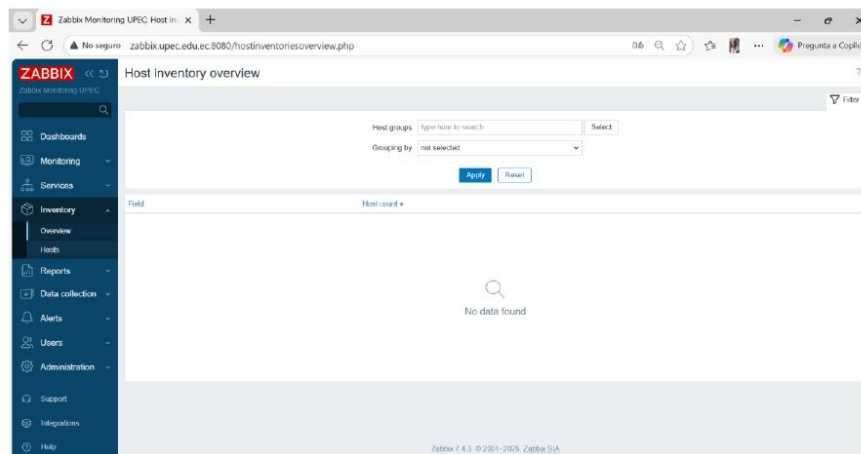 Zabbix Monitoring UPEC: Host in
No seguro zabbix.upec.edu.ec:8080/hostinventoriesoverview.php
Pregunta a Copilo
ZABBIX
Zabbix Monitoring UPEC
Host inventory overview
?
Filter
Host groups type here to search Select
Grouping by not selected
Apply Reset
Dashboards
Monitoring
Services
Inventory
Overview
Hosts
Reports
Data collection
Alerts
Users
Administration
Support
Integrations
Help
Field Host count
No data found
Zabbix 7.4.3. © 2001–2025, Zabbix SIA